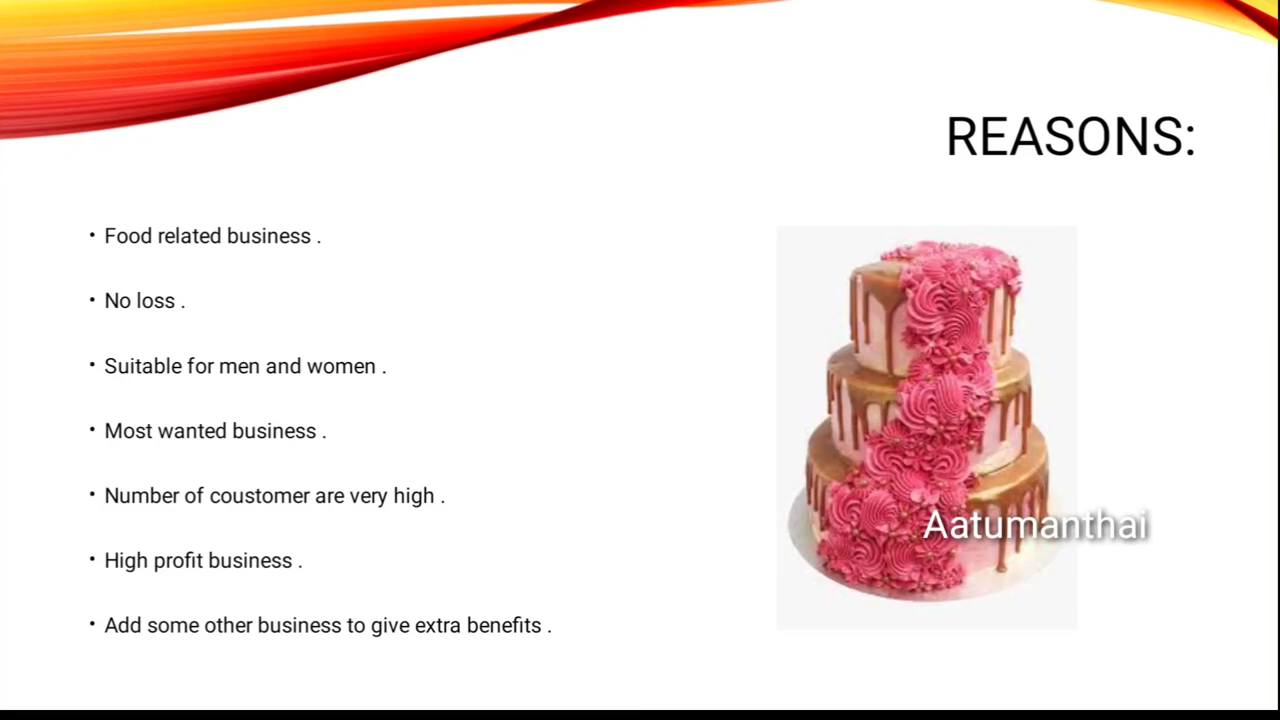 REASONS:
• Food related business .
• No loss .
• Suitable for men and women .
• Most wanted business .
• Number of coustomer are very high .
• High profit business .
• Add some other business to give extra benefits .
Aatumanthai